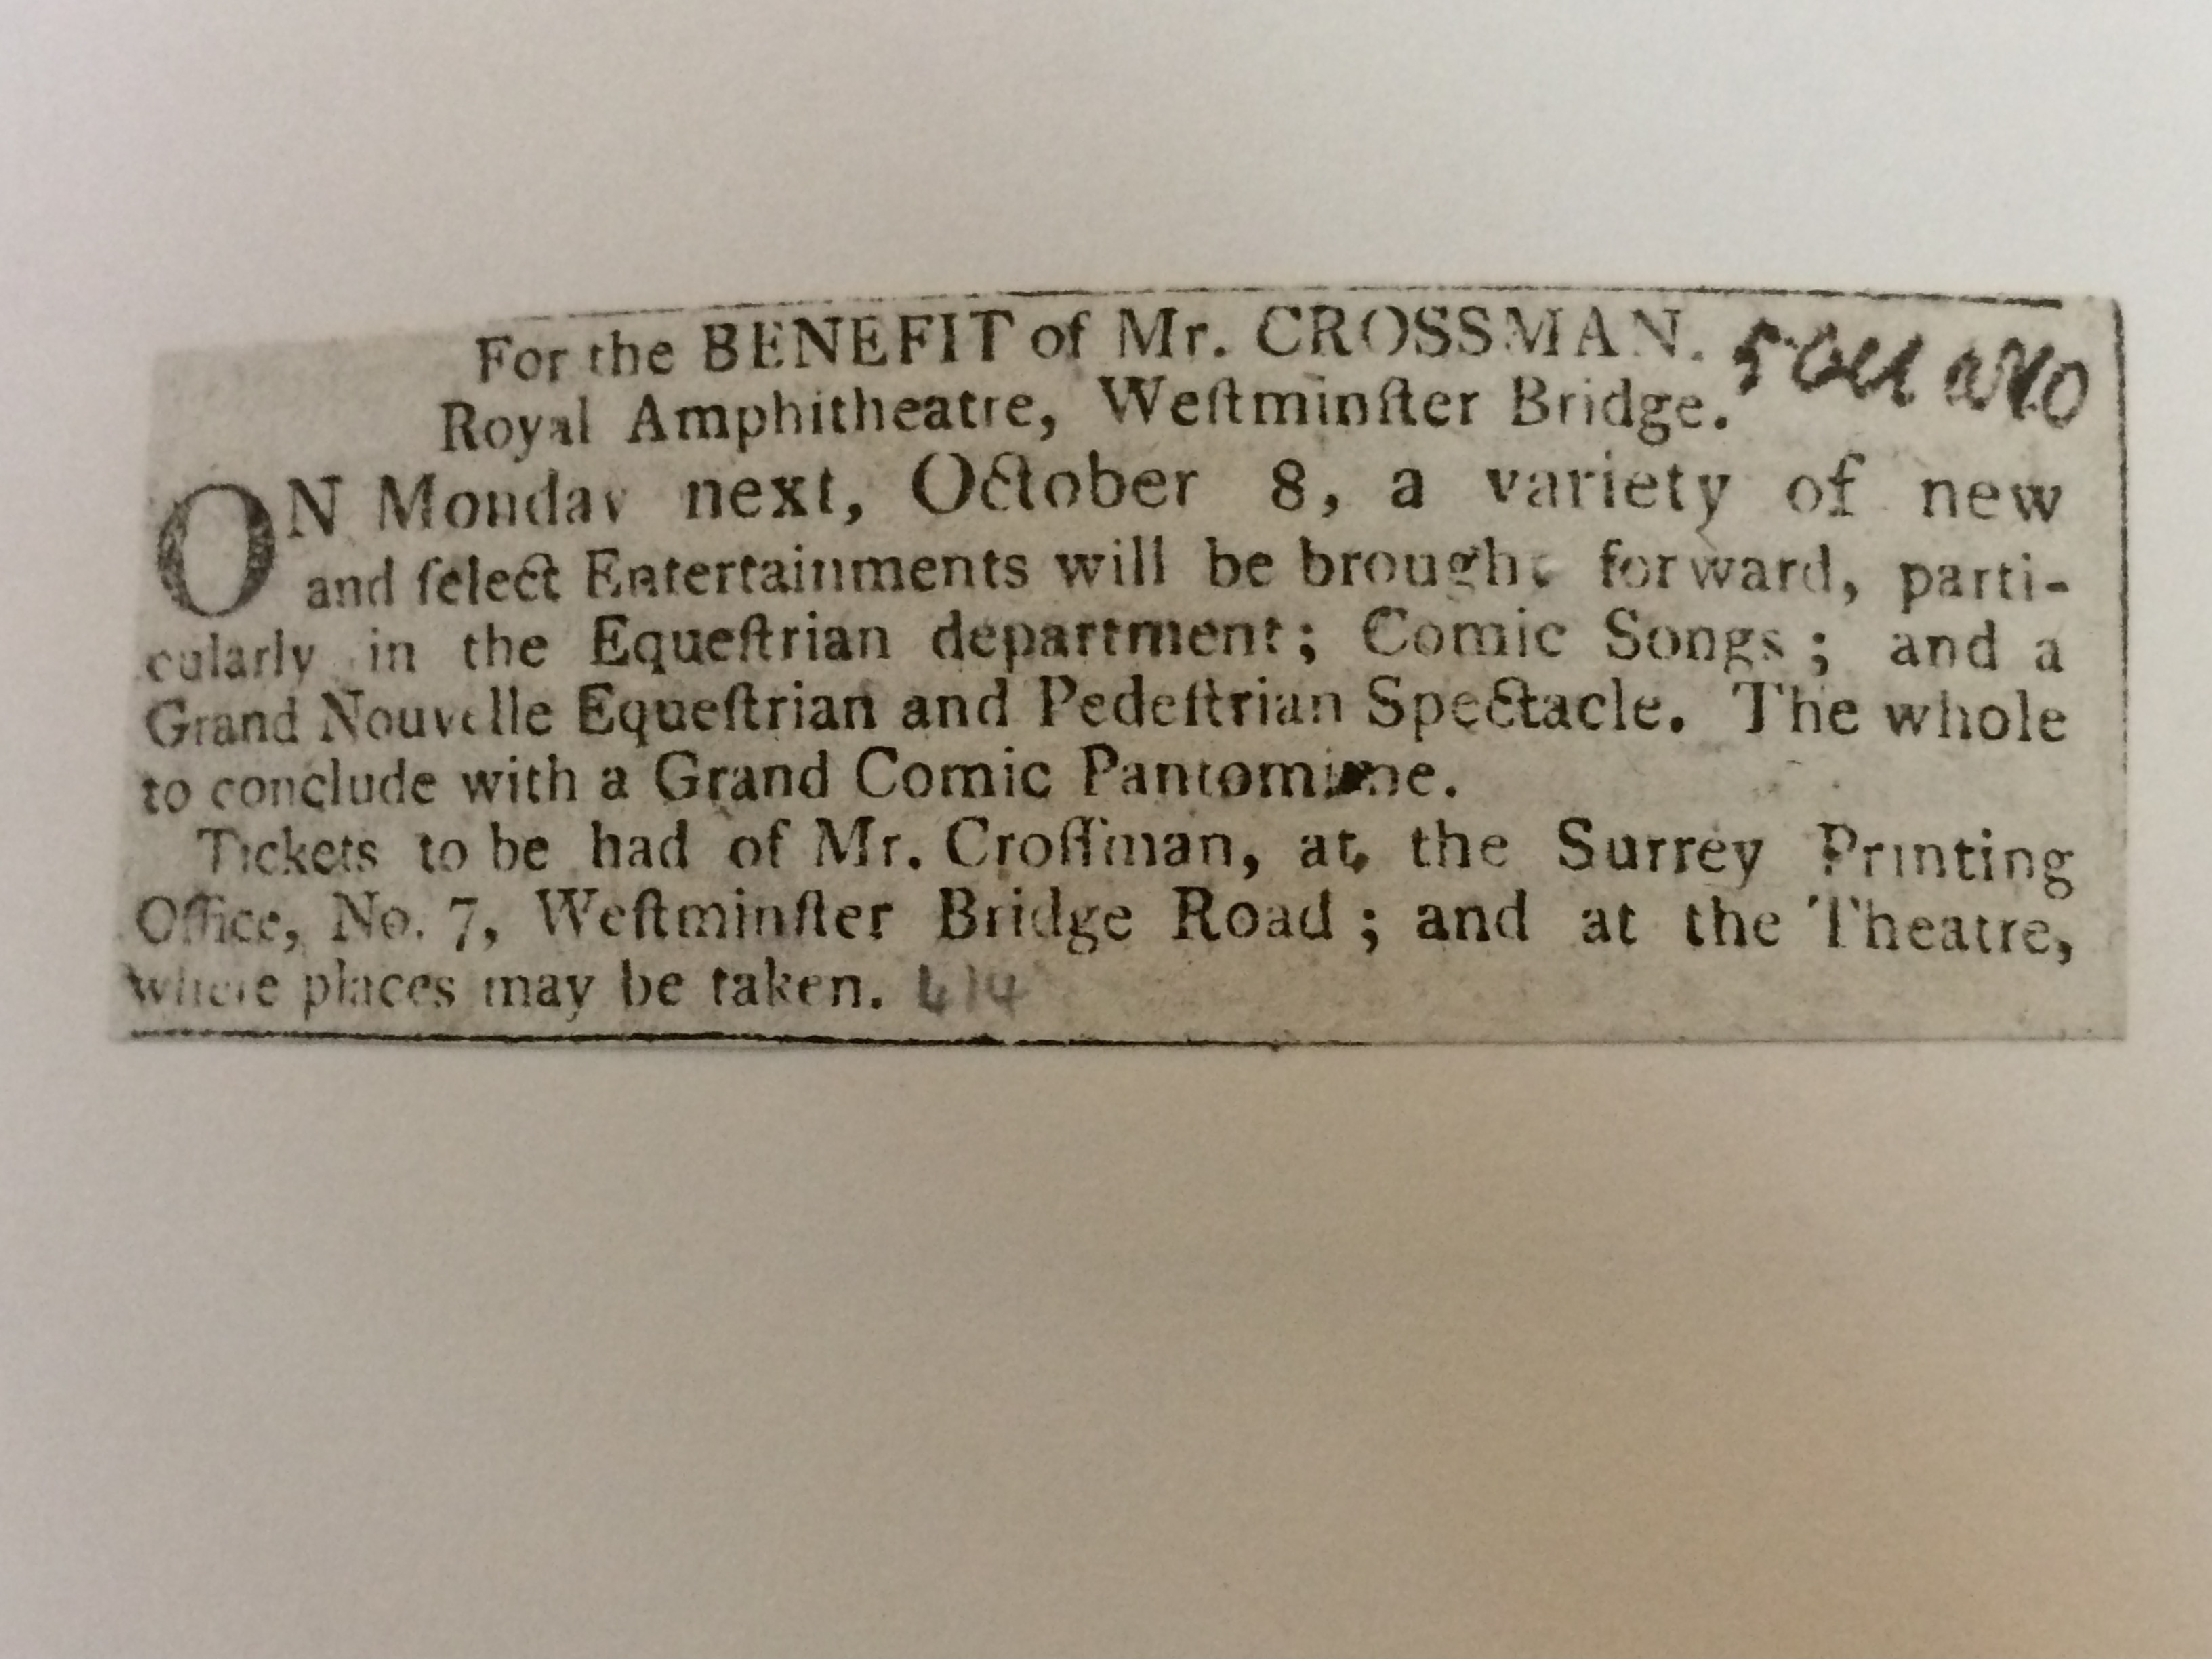 For the BENEFIT of Mr. CROSSMAN.
Royal Amphitheatre, Weſtminſter Bridge.
ON Monday next, October 8, a variety of new
and ſelect Entertainments will be brought forward, parti-
cularly in the Equeſtrian department; Comic Songs; and a
Grand Nouvelle Equeſtrian and Pedeſtrian Spectacle. The whole
to conclude with a Grand Comic Pantomime.
Tickets to be had of Mr. Croſſman, at the Surrey Printing
Office, No. 7, Weſtminſter Bridge Road; and at the Theatre,
where places may be taken. 414